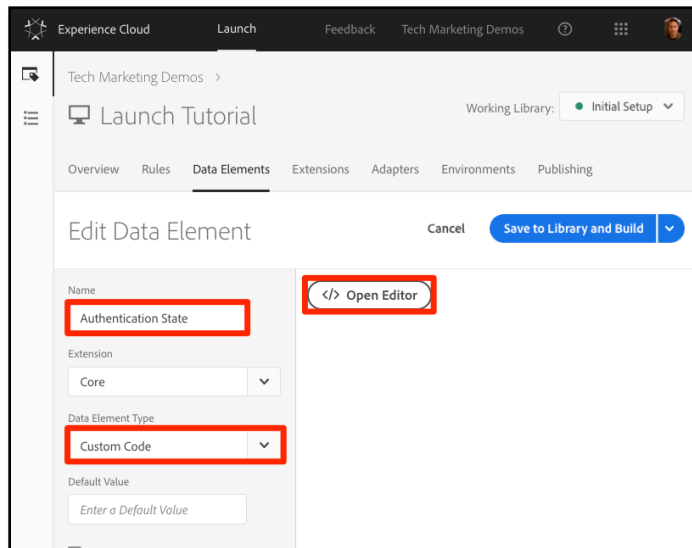 Experience Cloud Launch Feedback Tech Marketing Demos ?
Tech Marketing Demos >
Launch Tutorial Working Library: Initial Setup
Overview Rules Data Elements Extensions Adapters Environments Publishing
Edit Data Element Cancel Save to Library and Build
Name
</> Open Editor
Authentication State
Extension
Core
Data Element Type
Custom Code
Default Value
Enter a Default Value